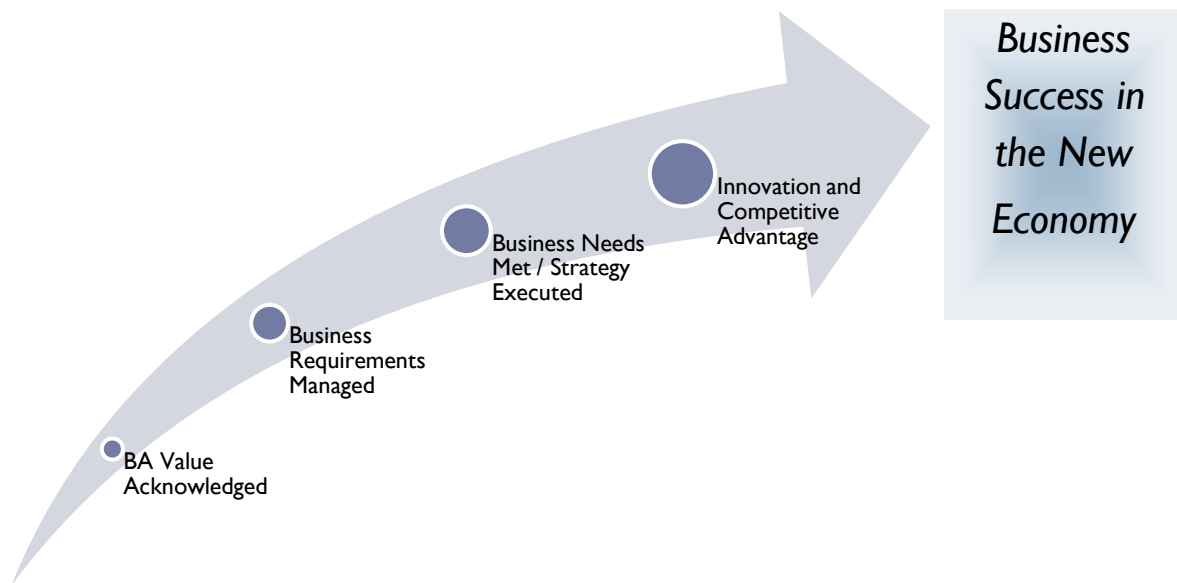 BA Value
Acknowledged
Business
Requirements
Managed
Business Needs
Met / Strategy
Executed
Innovation and
Competitive
Advantage
Business
Success in
the New
Economy